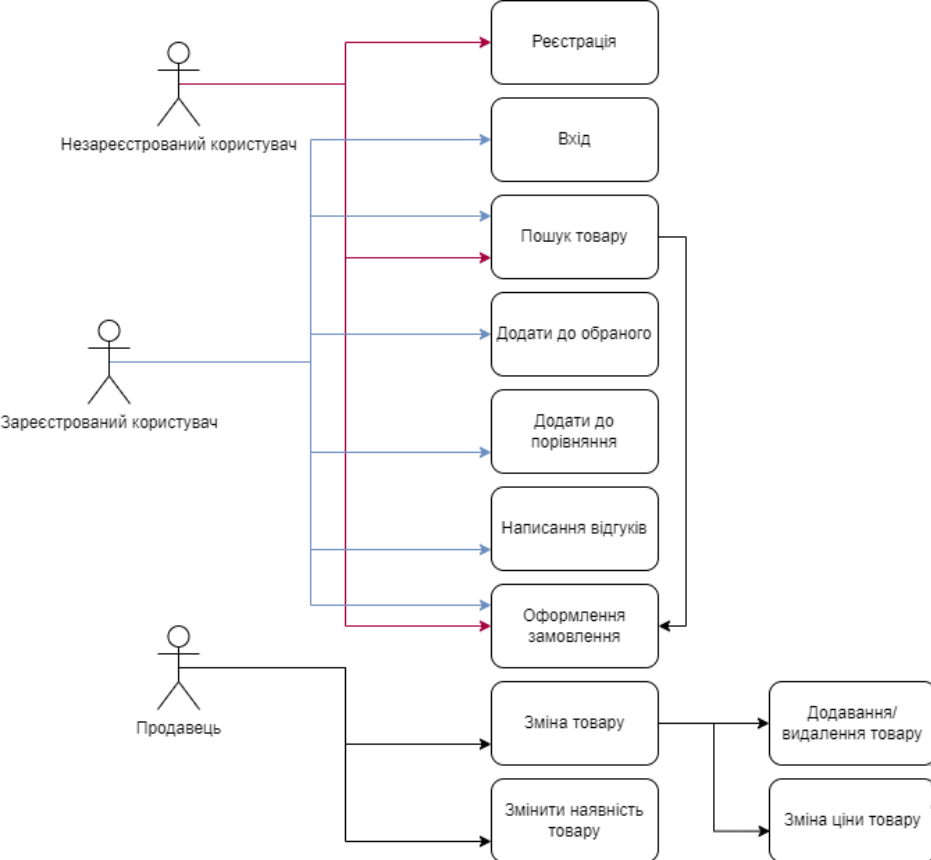 Реєстрація
Незареєстрований користувач
Вхід
Пошук товару
Додати до обраного
Зареєстрований користувач
Додати до
порівняння
Написання відгуків
Оформлення
замовлення
Продавець
Зміна товару
Додавання/
видалення товару
Змінити наявність
товару
Зміна ціни товару